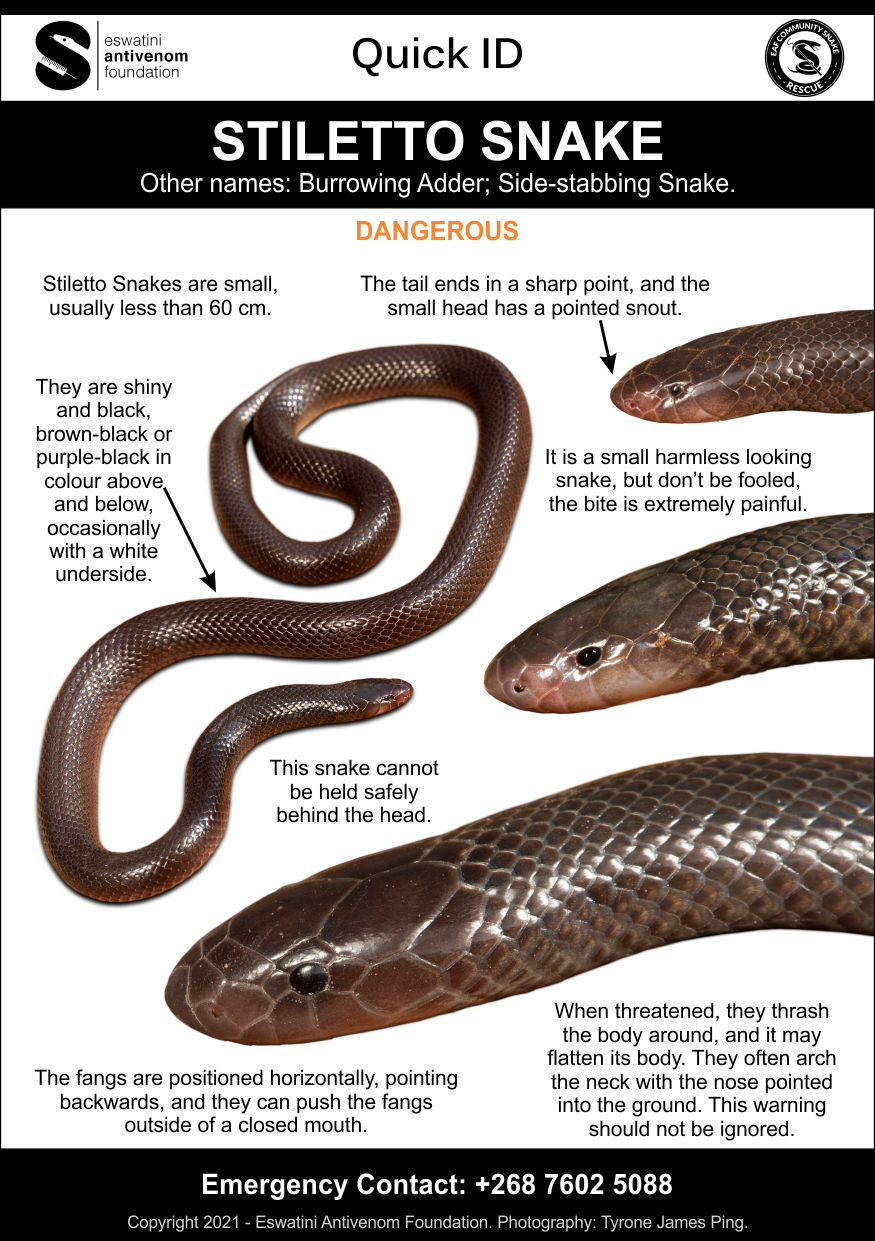 eswatini
antivenom
foundation
Quick ID
EAF COMMUNITY SNAKE
RESCUE
STILETTO SNAKE
Other names: Burrowing Adder; Side-stabbing Snake.
DANGEROUS
Stiletto Snakes are small,
usually less than 60 cm.
The tail ends in a sharp point, and the
small head has a pointed snout.
They are shiny
and black,
brown-black or
purple-black in
colour above
and below,
occasionally
with a white
underside.
It is a small harmless looking
snake, but don't be fooled,
the bite is extremely painful.
This snake cannot
be held safely
behind the head.
When threatened, they thrash
the body around, and it may
flatten its body. They often arch
the neck with the nose pointed
into the ground. This warning
should not be ignored.
The fangs are positioned horizontally, pointing
backwards, and they can push the fangs
outside of a closed mouth.
Emergency Contact: +268 7602 5088
Copyright 2021 - Eswatini Antivenom Foundation. Photography: Tyrone James Ping.